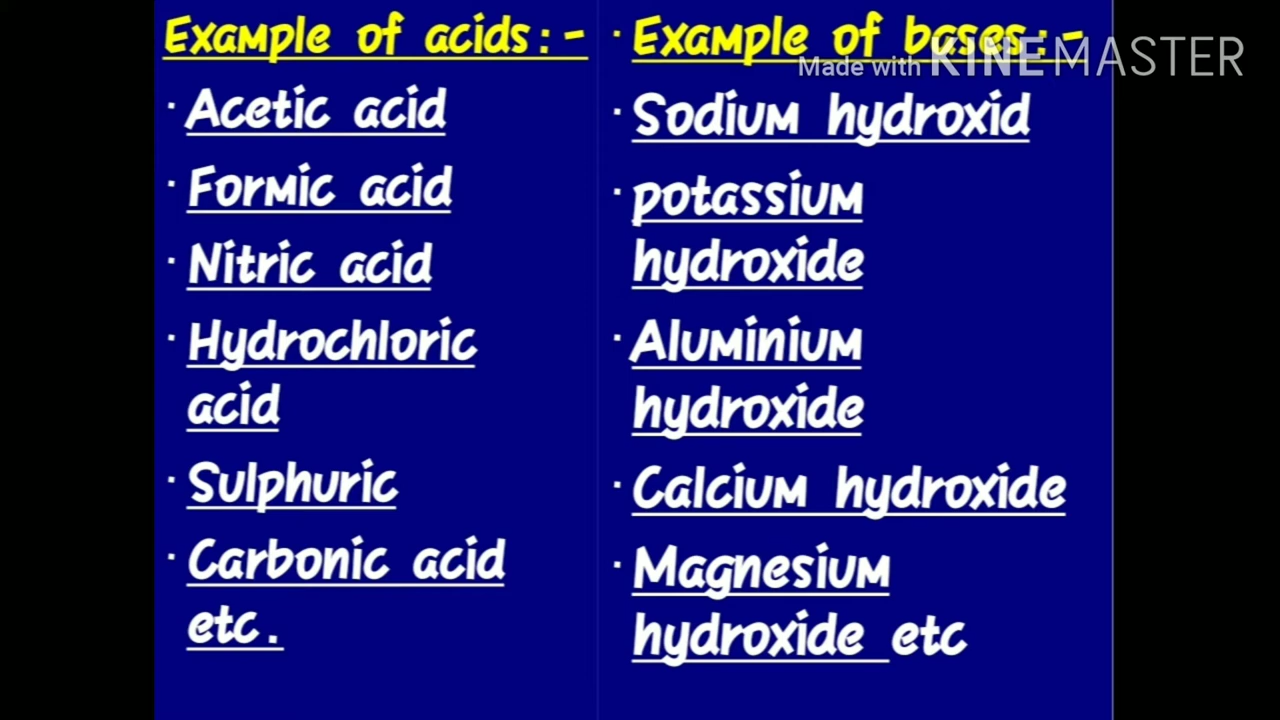 Example of acids:-
· Acetic acid
· Formic acid
· Nitric acid
· Hydrochloric
acid
· Sulphuric
· Carbonic acid
etc.
· Example of bases:-
Made with KINEMASTER
· Sodium hydroxid
· potassium
hydroxide
· Aluminium
hydroxide
· Calcium hydroxide
· Magnesium
hydroxide etc